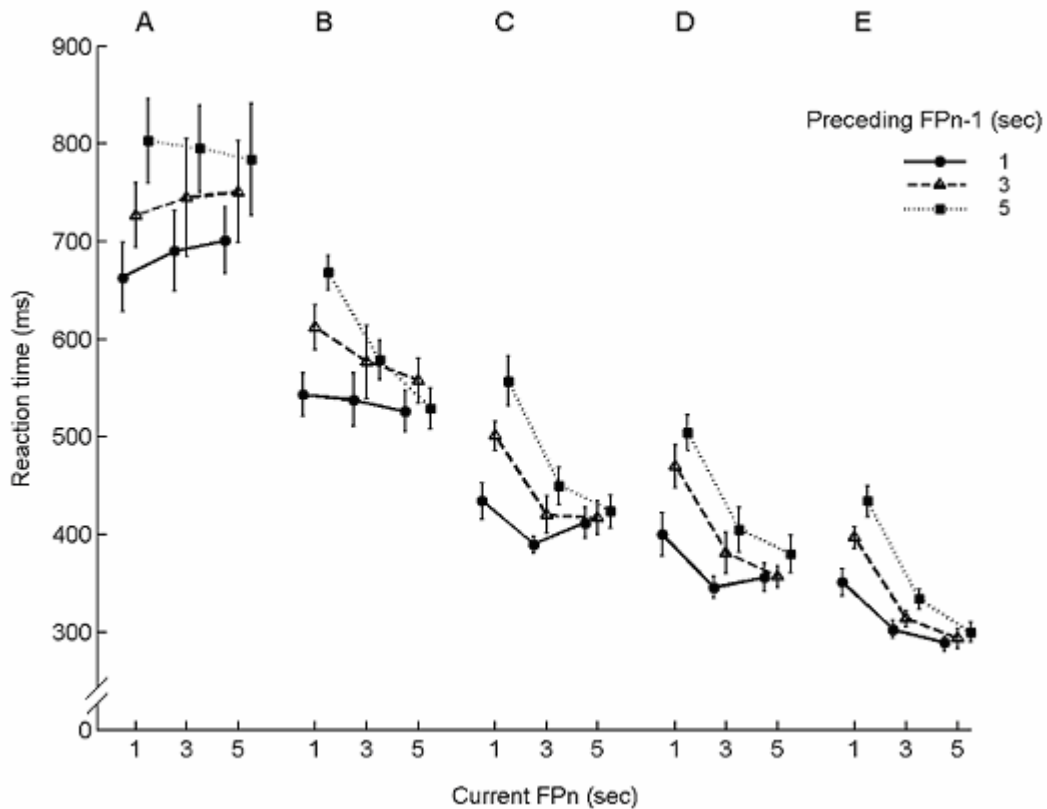 A B C D E
900
800
700
600
500
400
300
0
Reaction time (ms)
Preceding FPn-1 (sec)
1
3
5
1 3 5 1 3 5 1 3 5 1 3 5 1 3 5
Current FPn (sec)